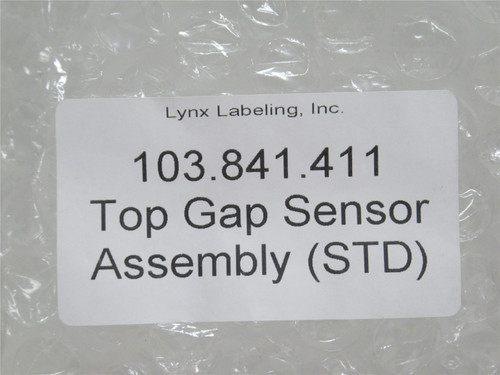 Lynx Labeling, Inc.
103.841.411
Top Gap Sensor
Assembly (STD)